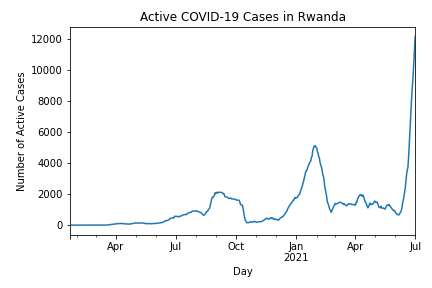 Active COVID-19 Cases in Rwanda
12000
10000
8000
6000
4000
2000
0
Number of Active Cases
Apr Jul Oct Jan Apr Jul
2021
Day